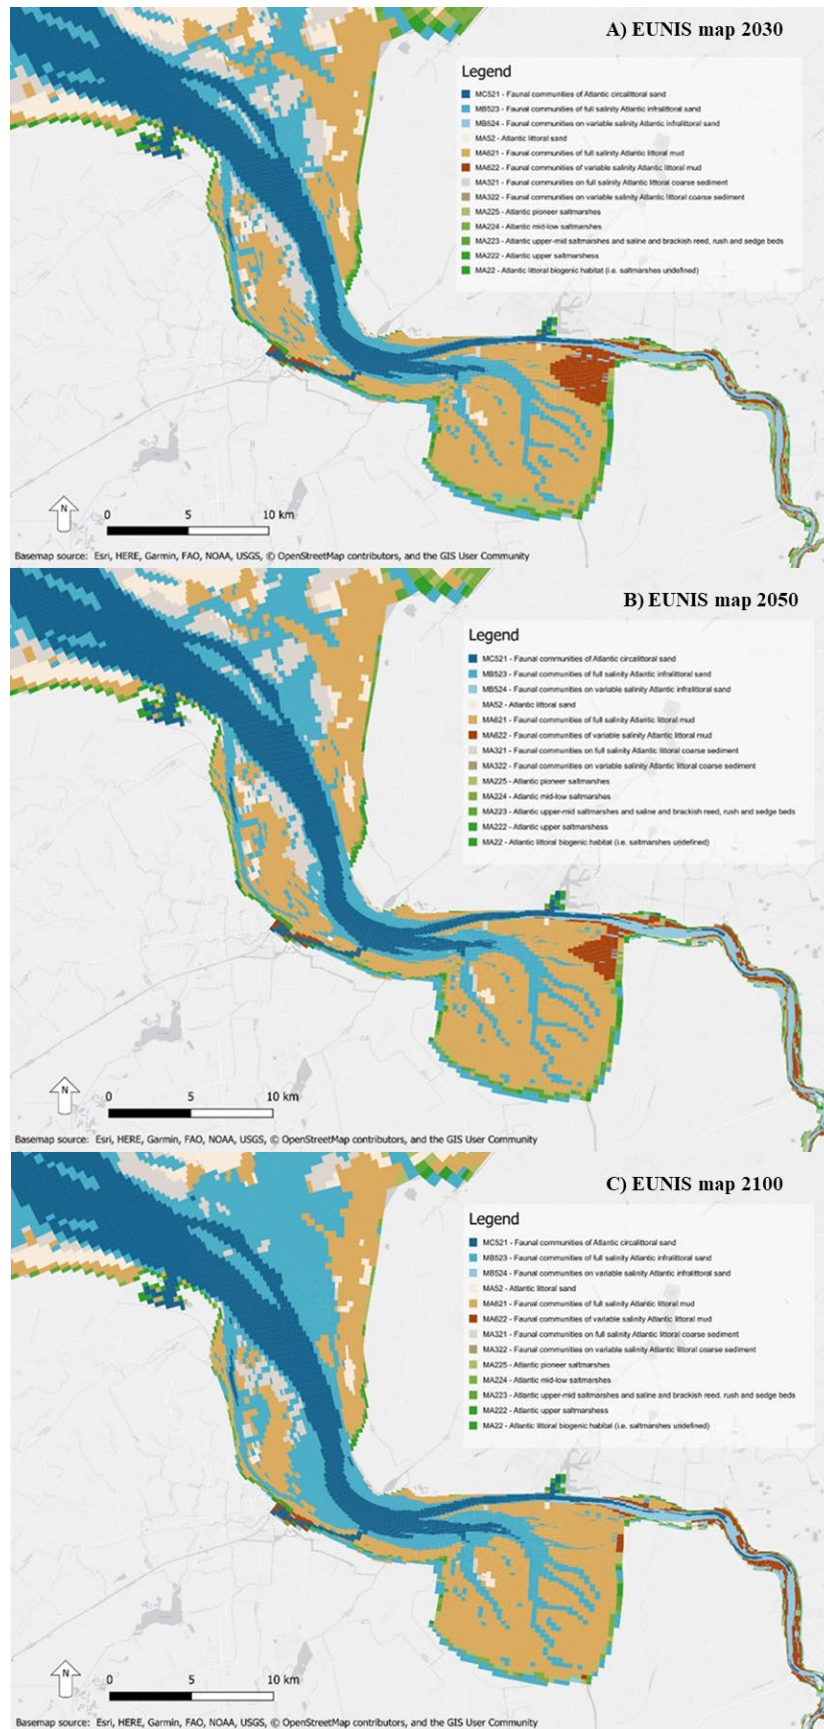 A) EUNIS map 2030
Legend
MC521 - Faunal communities of Atlantic circalittoral sand
MB523 - Faunal communities of full salinity Atlantic infralittoral sand
MB524 - Faunal communities on variable salinity Atlantic infralittoral sand
MA52 - Atlantic littoral sand
MA621 - Faunal communities of full salinity Atlantic littoral mud
MA622 - Faunal communities of variable salinity Atlantic littoral mud
MA321 - Faunal communities on full salinity Atlantic littoral coarse sediment
MA322 - Faunal communities on variable salinity Atlantic littoral coarse sediment
MA225 - Atlantic pioneer saltmarshes
MA224 - Atlantic mid-low saltmarshes
MA223 - Atlantic upper-mid saltmarshes and saline and brackish reed, rush and sedge beds
MA222 - Atlantic upper saltmarshess
MA22 - Atlantic littoral biogenic habitat (i.e. saltmarshes undefined)
N
0 5 10 km
Basemap source: Esri, HERE, Garmin, FAO, NOAA, USGS, © OpenStreetMap contributors, and the GIS User Community
B) EUNIS map 2050
Legend
MC521 - Faunal communities of Atlantic circalittoral sand
MB523 - Faunal communities of full salinity Atlantic infralittoral sand
MB524 - Faunal communities on variable salinity Atlantic infralittoral sand
MA52 - Atlantic littoral sand
MA621 - Faunal communities of full salinity Atlantic littoral mud
MA622 - Faunal communities of variable salinity Atlantic littoral mud
MA321 - Faunal communities on full salinity Atlantic littoral coarse sediment
MA322 - Faunal communities on variable salinity Atlantic littoral coarse sediment
MA225 - Atlantic pioneer saltmarshes
MA224 - Atlantic mid-low saltmarshes
MA223 - Atlantic upper-mid saltmarshes and saline and brackish reed, rush and sedge beds
MA222 - Atlantic upper saltmarshess
MA22 - Atlantic littoral biogenic habitat (i.e. saltmarshes undefined)
N
0 5 10 km
Basemap source: Esri, HERE, Garmin, FAO, NOAA, USGS, © OpenStreetMap contributors, and the GIS User Community
C) EUNIS map 2100
Legend
MC521 - Faunal communities of Atlantic circalittoral sand
MB523 - Faunal communities of full salinity Atlantic infralittoral sand
MB524 - Faunal communities on variable salinity Atlantic infralittoral sand
MA52 - Atlantic littoral sand
MA621 - Faunal communities of full salinity Atlantic littoral mud
MA622 - Faunal communities of variable salinity Atlantic littoral mud
MA321 - Faunal communities on full salinity Atlantic littoral coarse sediment
MA322 - Faunal communities on variable salinity Atlantic littoral coarse sediment
MA225 - Atlantic pioneer saltmarshes
MA224 - Atlantic mid-low saltmarshes
MA223 - Atlantic upper-mid saltmarshes and saline and brackish reed, rush and sedge beds
MA222 - Atlantic upper saltmarshess
MA22 - Atlantic littoral biogenic habitat (i.e. saltmarshes undefined)
N
0 5 10 km
Basemap source: Esri, HERE, Garmin, FAO, NOAA, USGS, © OpenStreetMap contributors, and the GIS User Community